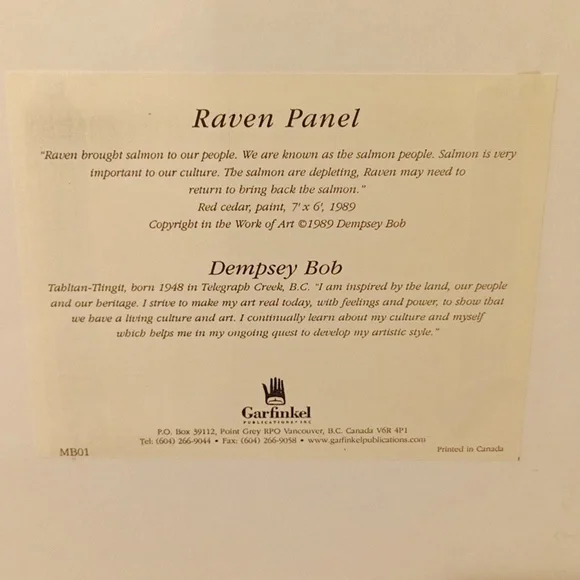 Raven Panel
"Raven brought salmon to our people. We are known as the salmon people. Salmon is very
important to our culture. The salmon are depleting, Raven may need to
return to bring back the salmon."
Red cedar, paint, 7' x 6', 1989
Copyright in the Work of Art ©1989 Dempsey Bob
Dempsey Bob
Tahltan-Tlingit, born 1948 in Telegraph Creek, B.C. "I am inspired by the land, our people
and our heritage. I strive to make my art real today, with feelings and power, to show that
we have a living culture and art. I continually learn about my culture and myself
which helps me in my ongoing quest to develop my artistic style."
Garfinkel
PUBLICATIONS INC
P.O. Box 39112, Point Grey RPO Vancouver, B.C. Canada V6R 4P1
Tel: (604) 266-9044 • Fax: (604) 266-9058 • www.garfinkelpublications.com
MB01
Printed in Canada